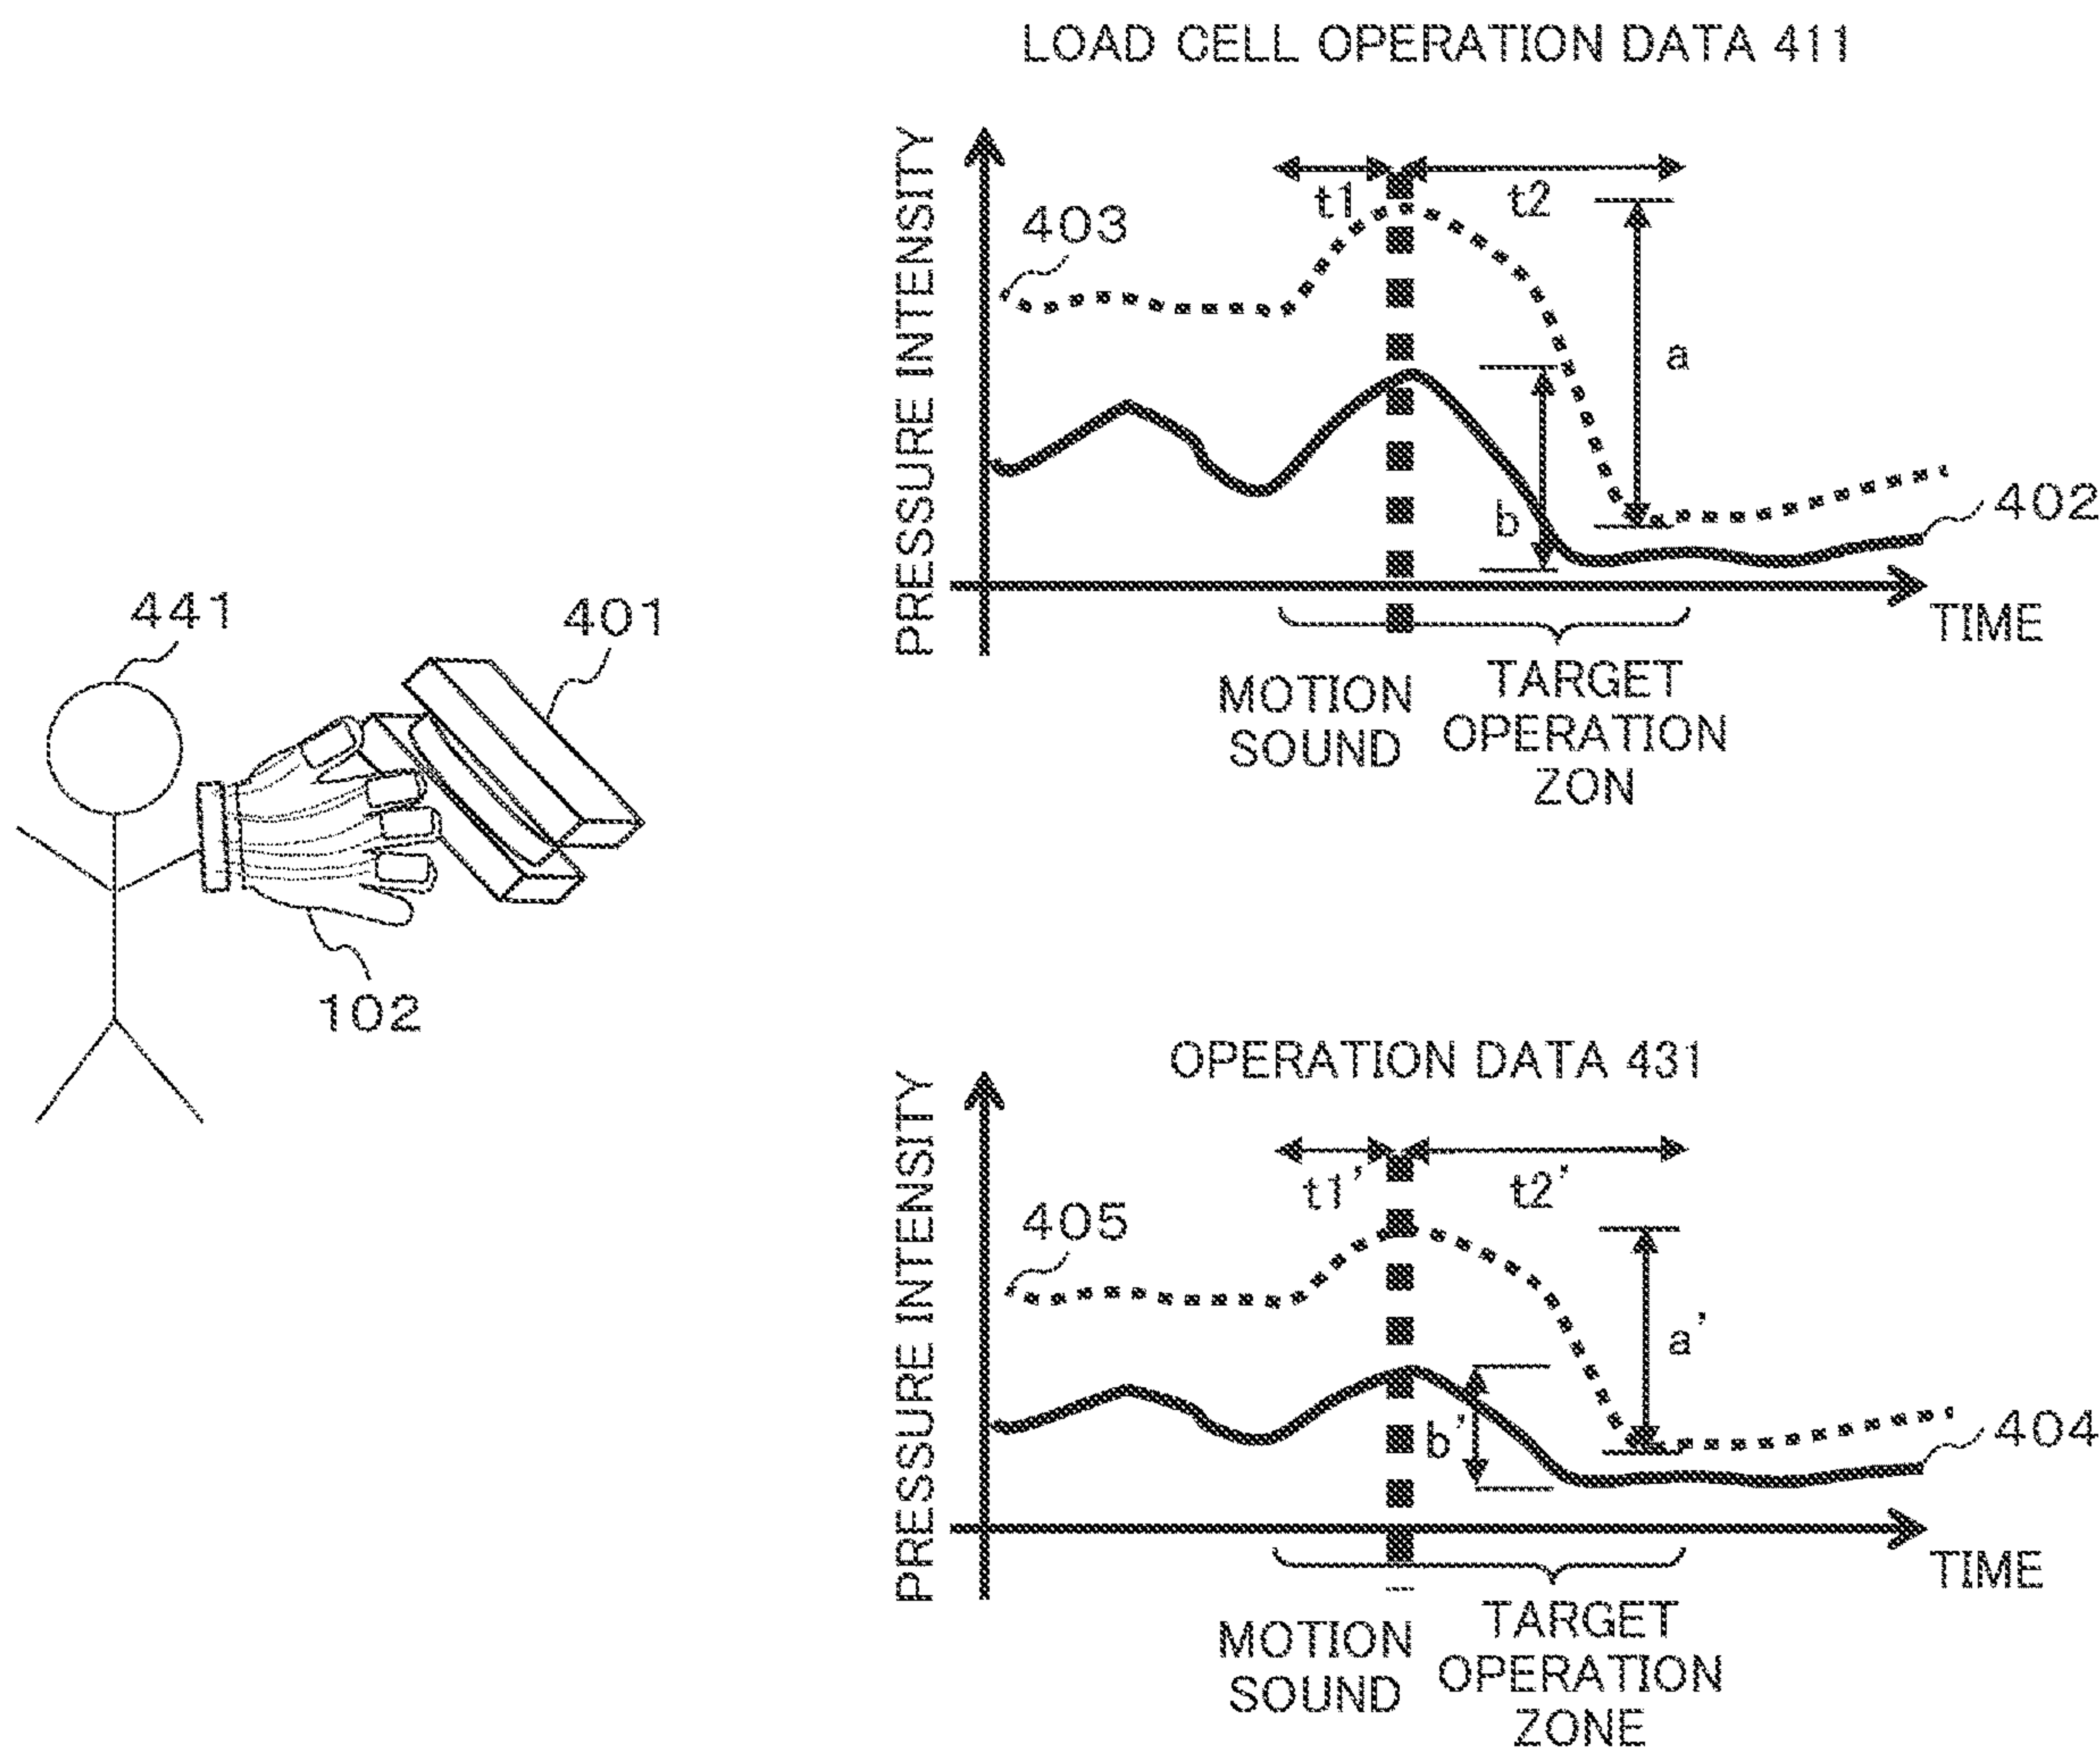 LOAD CELL OPERATION DATA 411
PRESSURE INTENSITY
t1
t2
403
a
b
402
TIME
MOTION
SOUND
TARGET
OPERATION
ZON
441
401
102
OPERATION DATA 431
PRESSURE INTENSITY
t1’
t2’
405
a’
b’
404
TIME
MOTION
SOUND
TARGET
OPERATION
ZONE